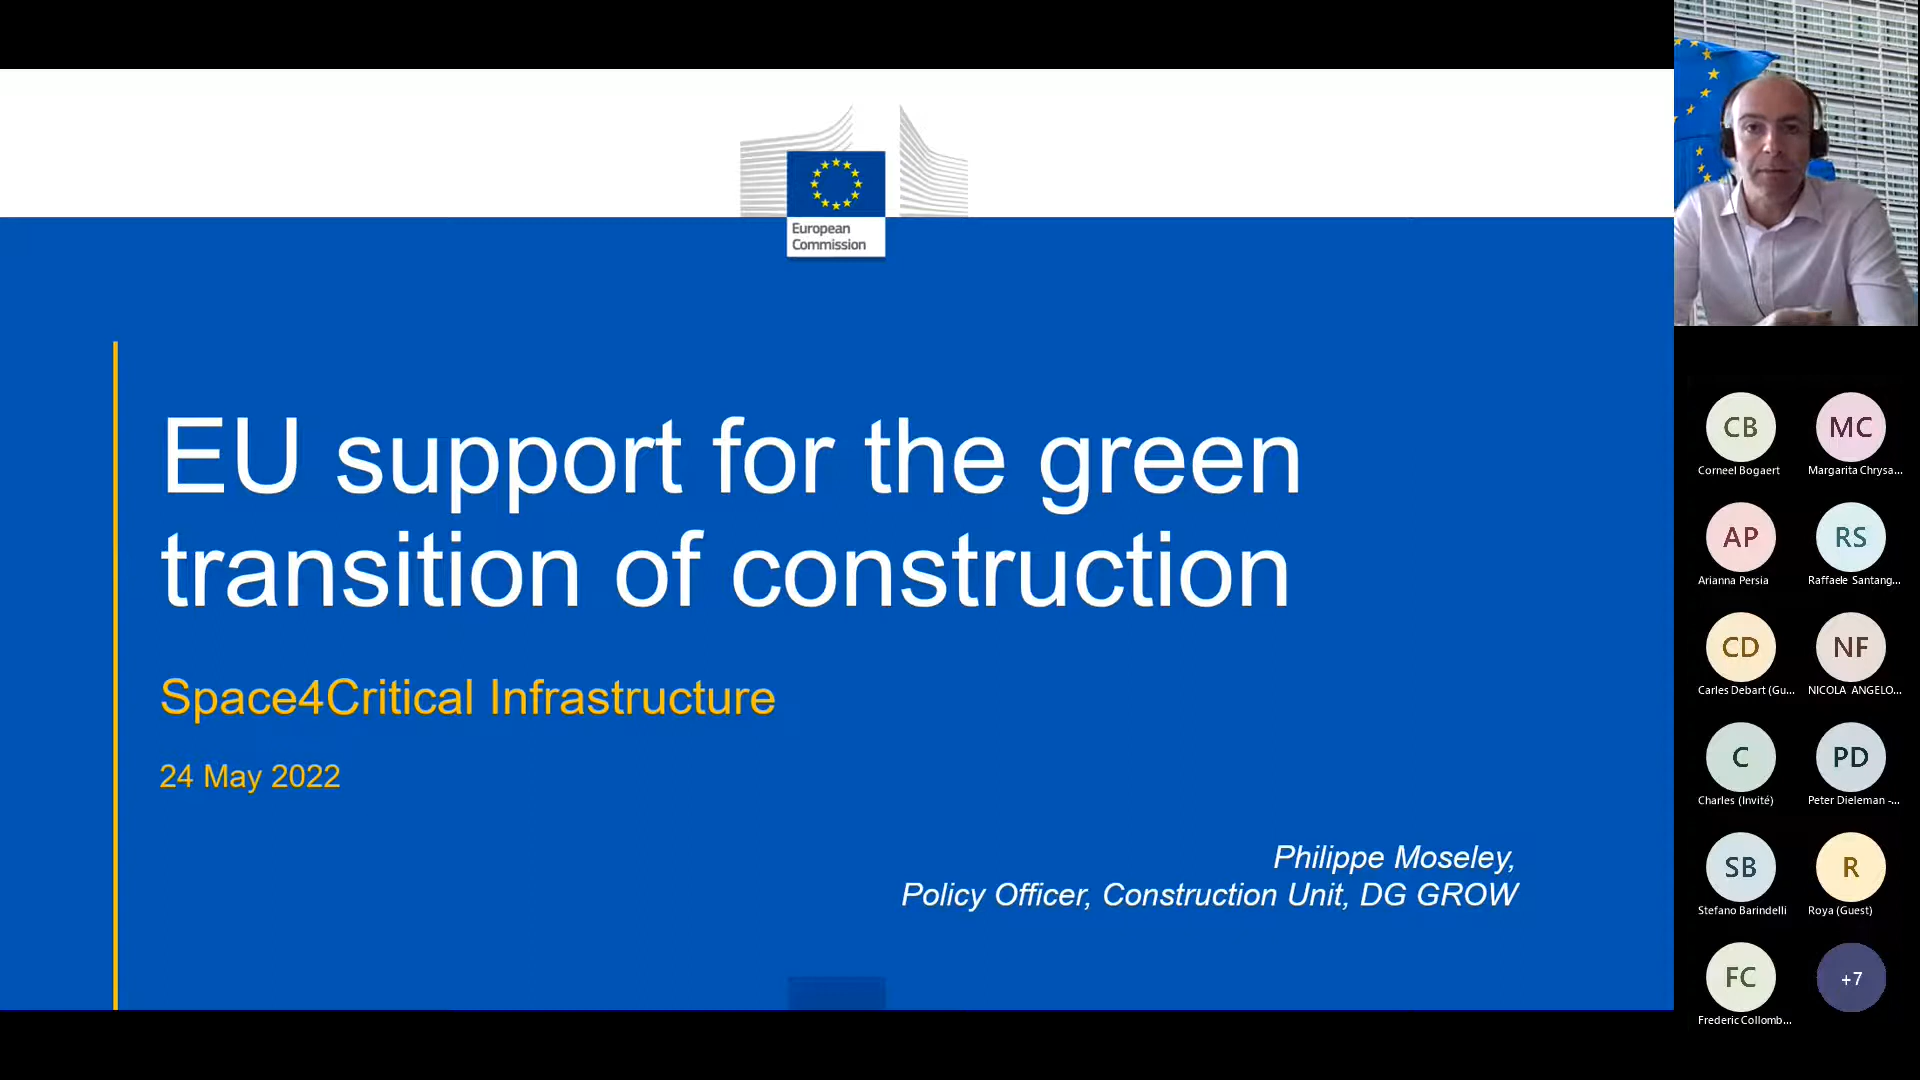 European
Commission
EU support for the green
transition of construction
Space4Critical Infrastructure
24 May 2022
Philippe Moseley,
Policy Officer, Construction Unit, DG GROW
CB
MC
Corneel Bogaert
Margarita Chrysa...
AP
RS
Arianna Persia
Raffaele Santang...
CD
NF
Carles Debart (Gu...
NICOLA ANGELO...
C
PD
Charles (Invité)
Peter Dieleman -...
SB
R
Stefano Barindelli
Roya (Guest)
FC
+7
Frederic Collomb...